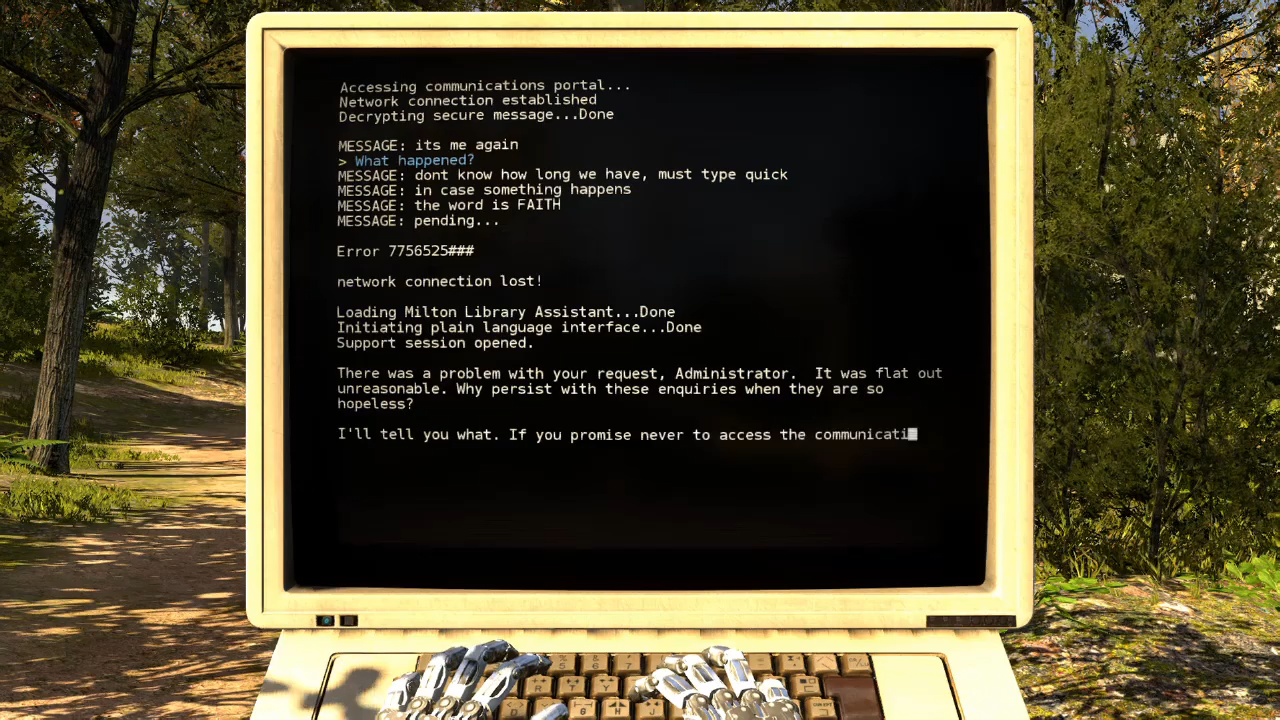 Accessing communications portal...
Network connection established
Decrypting secure message...Done
MESSAGE: its me again
> What happened?
MESSAGE: dont know how long we have, must type quick
MESSAGE: in case something happens
MESSAGE: the word is FAITH
MESSAGE: pending...
Error 7756525###
network connection lost!
Loading Milton Library Assistant...Done
Initiating plain language interface...Done
Support session opened.
There was a problem with your request, Administrator. It was flat out
unreasonable. Why persist with these enquiries when they are so
hopeless?
I'll tell you what. If you promise never to access the communicati
5 6 7
R T Y
G H J